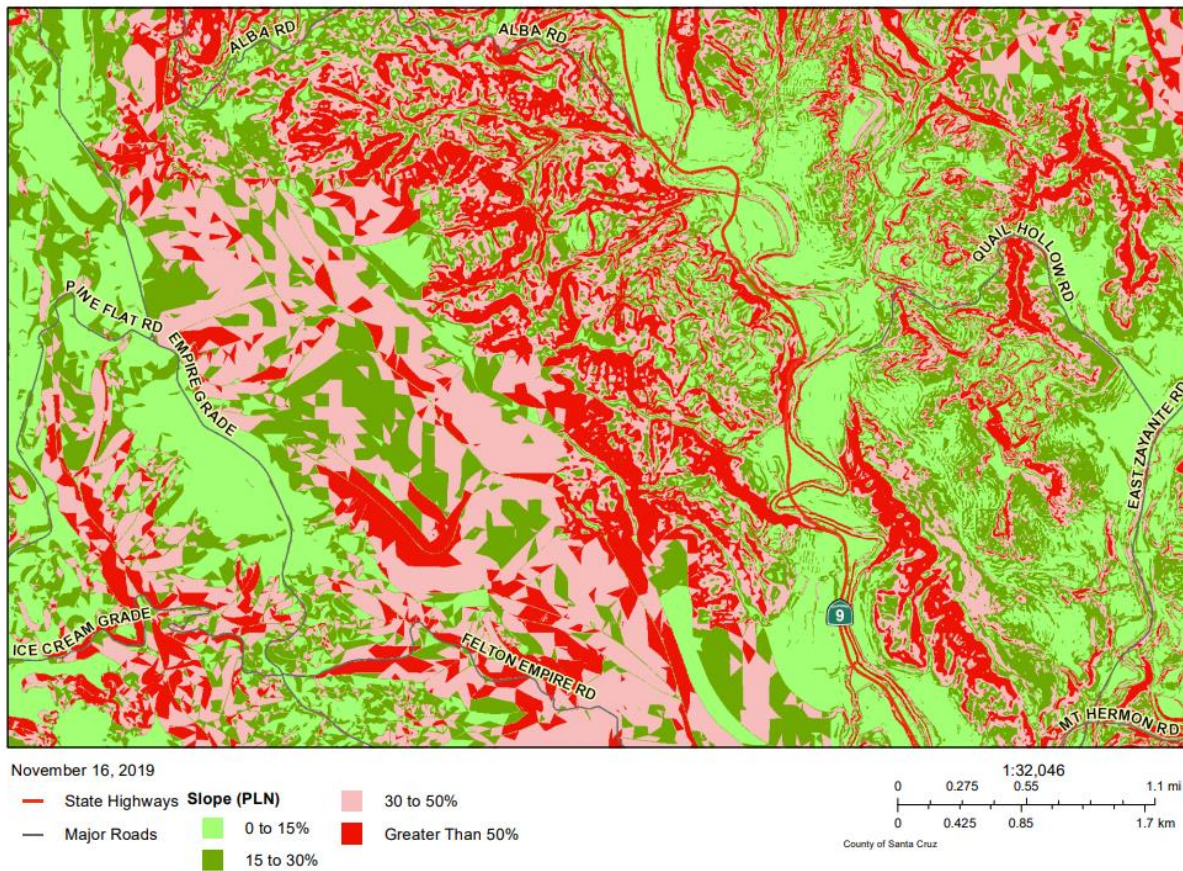 ALBA RD
ALBA RD
QUAIL HOLLOW RD
PINE FLAT RD
EMPIRE GRADE
EAST ZAYANTE RD
9
ICE CREAM GRADE
FELTON EMPIRE RD
MT HERMON RD
November 16, 2019
State Highways
Major Roads
Slope (PLN)
0 to 15%
15 to 30%
30 to 50%
Greater Than 50%
1:32,046
0 0.275 0.55 1.1 mi
0 0.425 0.85 1.7 km
County of Santa Cruz